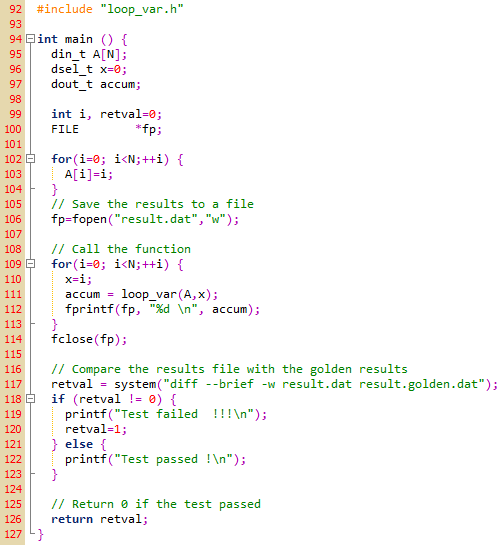 92 #include "loop_var.h"
93
94 int main () {
95   din_t A[N];
96   dsel_t x=0;
97   dout_t accum;
98
99   int i, retval=0;
100   FILE        *fp;
101
102   for(i=0; i<N;++i) {
103     A[i]=i;
104   }
105   // Save the results to a file
106   fp=fopen("result.dat","w");
107
108   // Call the function
109   for(i=0; i<N;++i) {
110     x=i;
111     accum = loop_var(A,x);
112     fprintf(fp, "%d \n", accum);
113   }
114   fclose(fp);
115
116   // Compare the results file with the golden results
117   retval = system("diff --brief -w result.dat result.golden.dat");
118   if (retval != 0) {
119     printf("Test failed  !!!\n");
120     retval=1;
121   } else {
122     printf("Test passed !\n");
123   }
124
125   // Return 0 if the test passed
126   return retval;
127 }